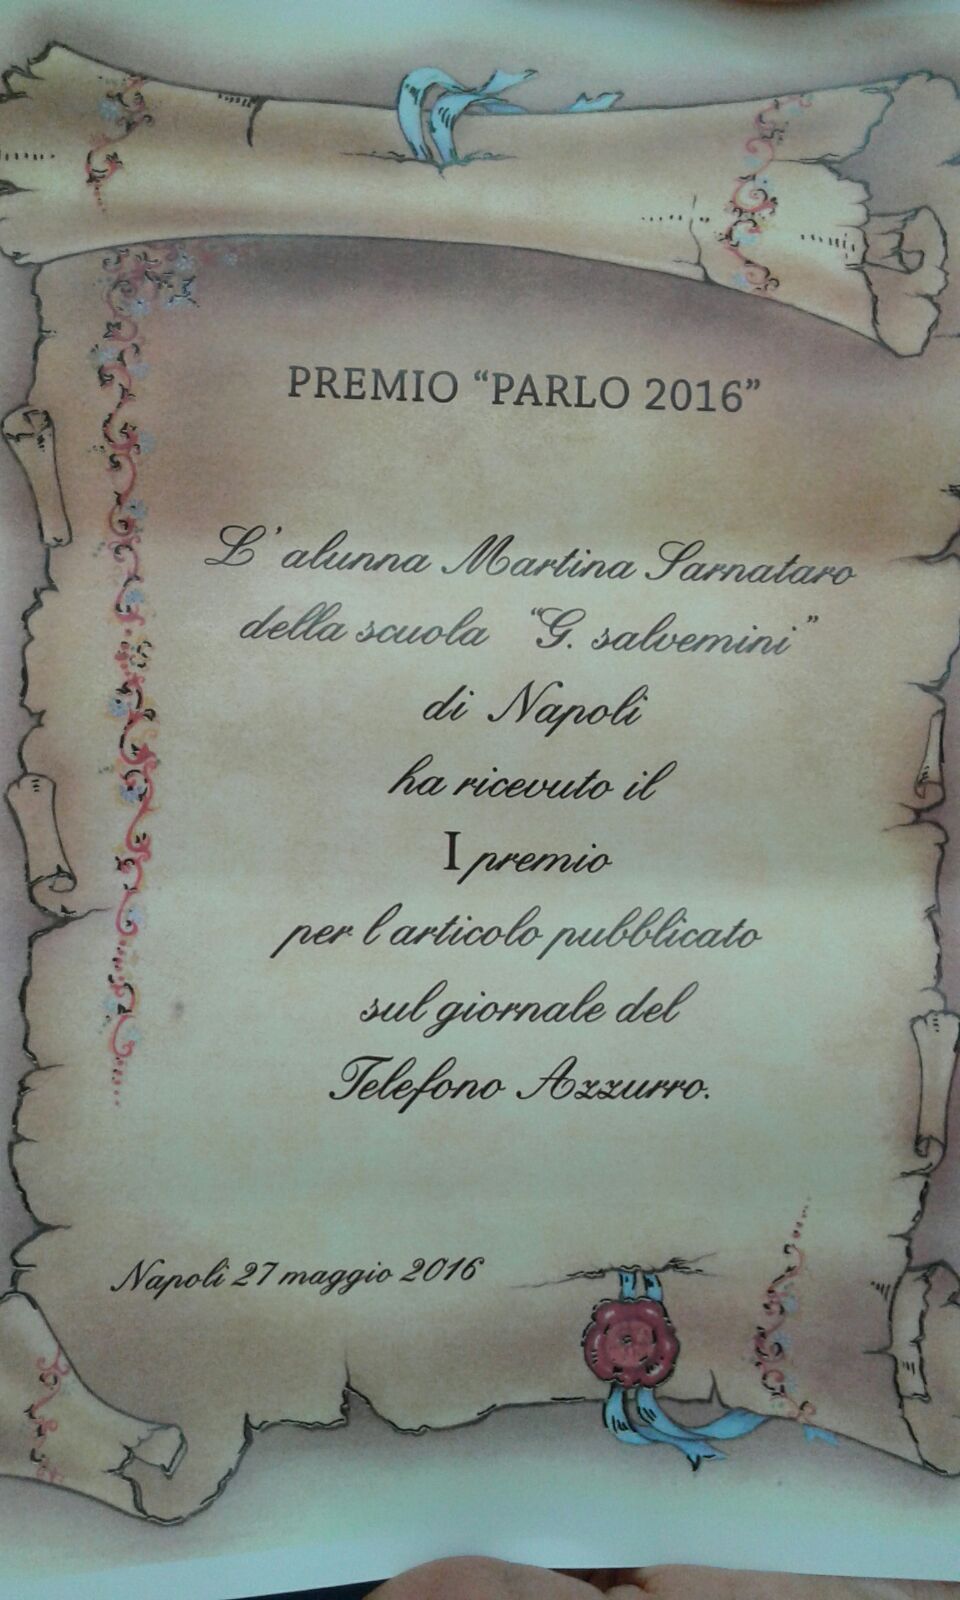 PREMIO “PARLO 2016”
L' alunna Martina Sarnataro
della scuola “G. salvemini”
di Napoli
ha ricevuto il
I premio
per l articolo pubblicato
sul giornale del
Telefono Azzurro.
Napoli 27 maggio 2016